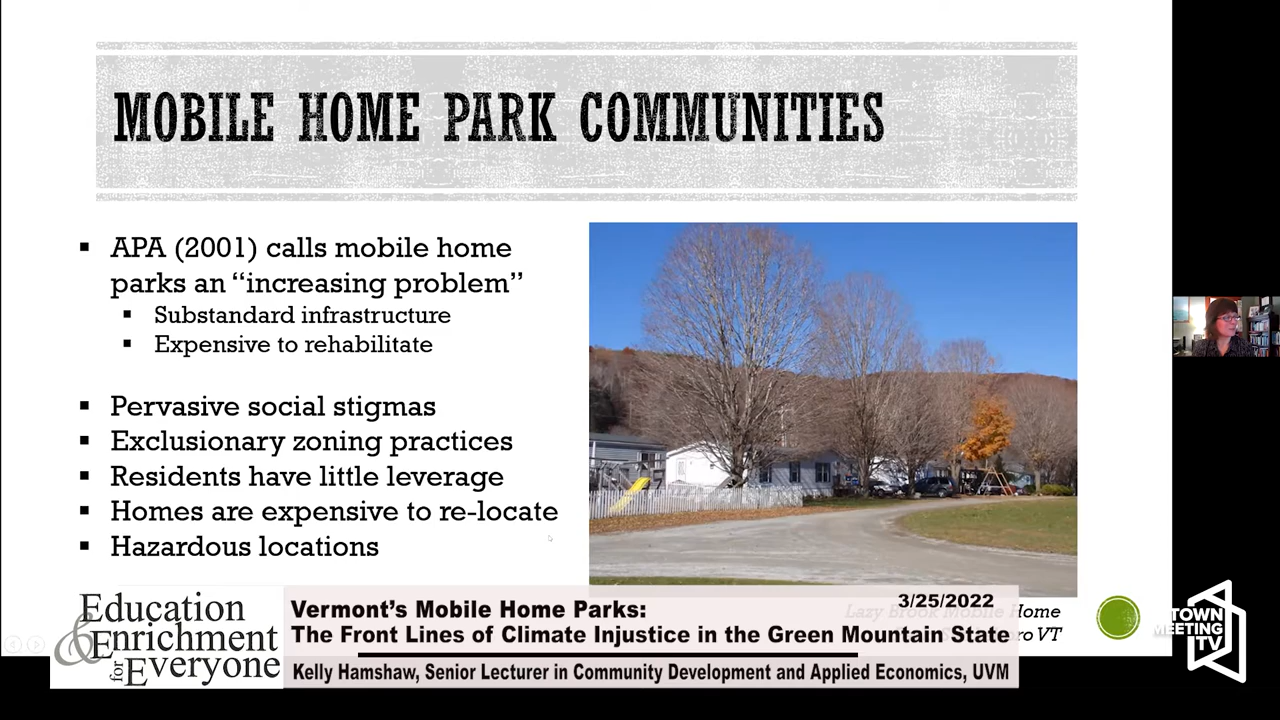 MOBILE HOME PARK COMMUNITIES
▪ APA (2001) calls mobile home
parks an “increasing problem”
▪ Substandard infrastructure
▪ Expensive to rehabilitate
▪ Pervasive social stigmas
▪ Exclusionary zoning practices
▪ Residents have little leverage
▪ Homes are expensive to re-locate
▪ Hazardous locations
Lazy Brook Mobile Home
VT
Education
& Enrichment
for Everyone
3/25/2022
Vermont’s Mobile Home Parks:
The Front Lines of Climate Injustice in the Green Mountain State
Kelly Hamshaw, Senior Lecturer in Community Development and Applied Economics, UVM
TOWN
MEETING
TV